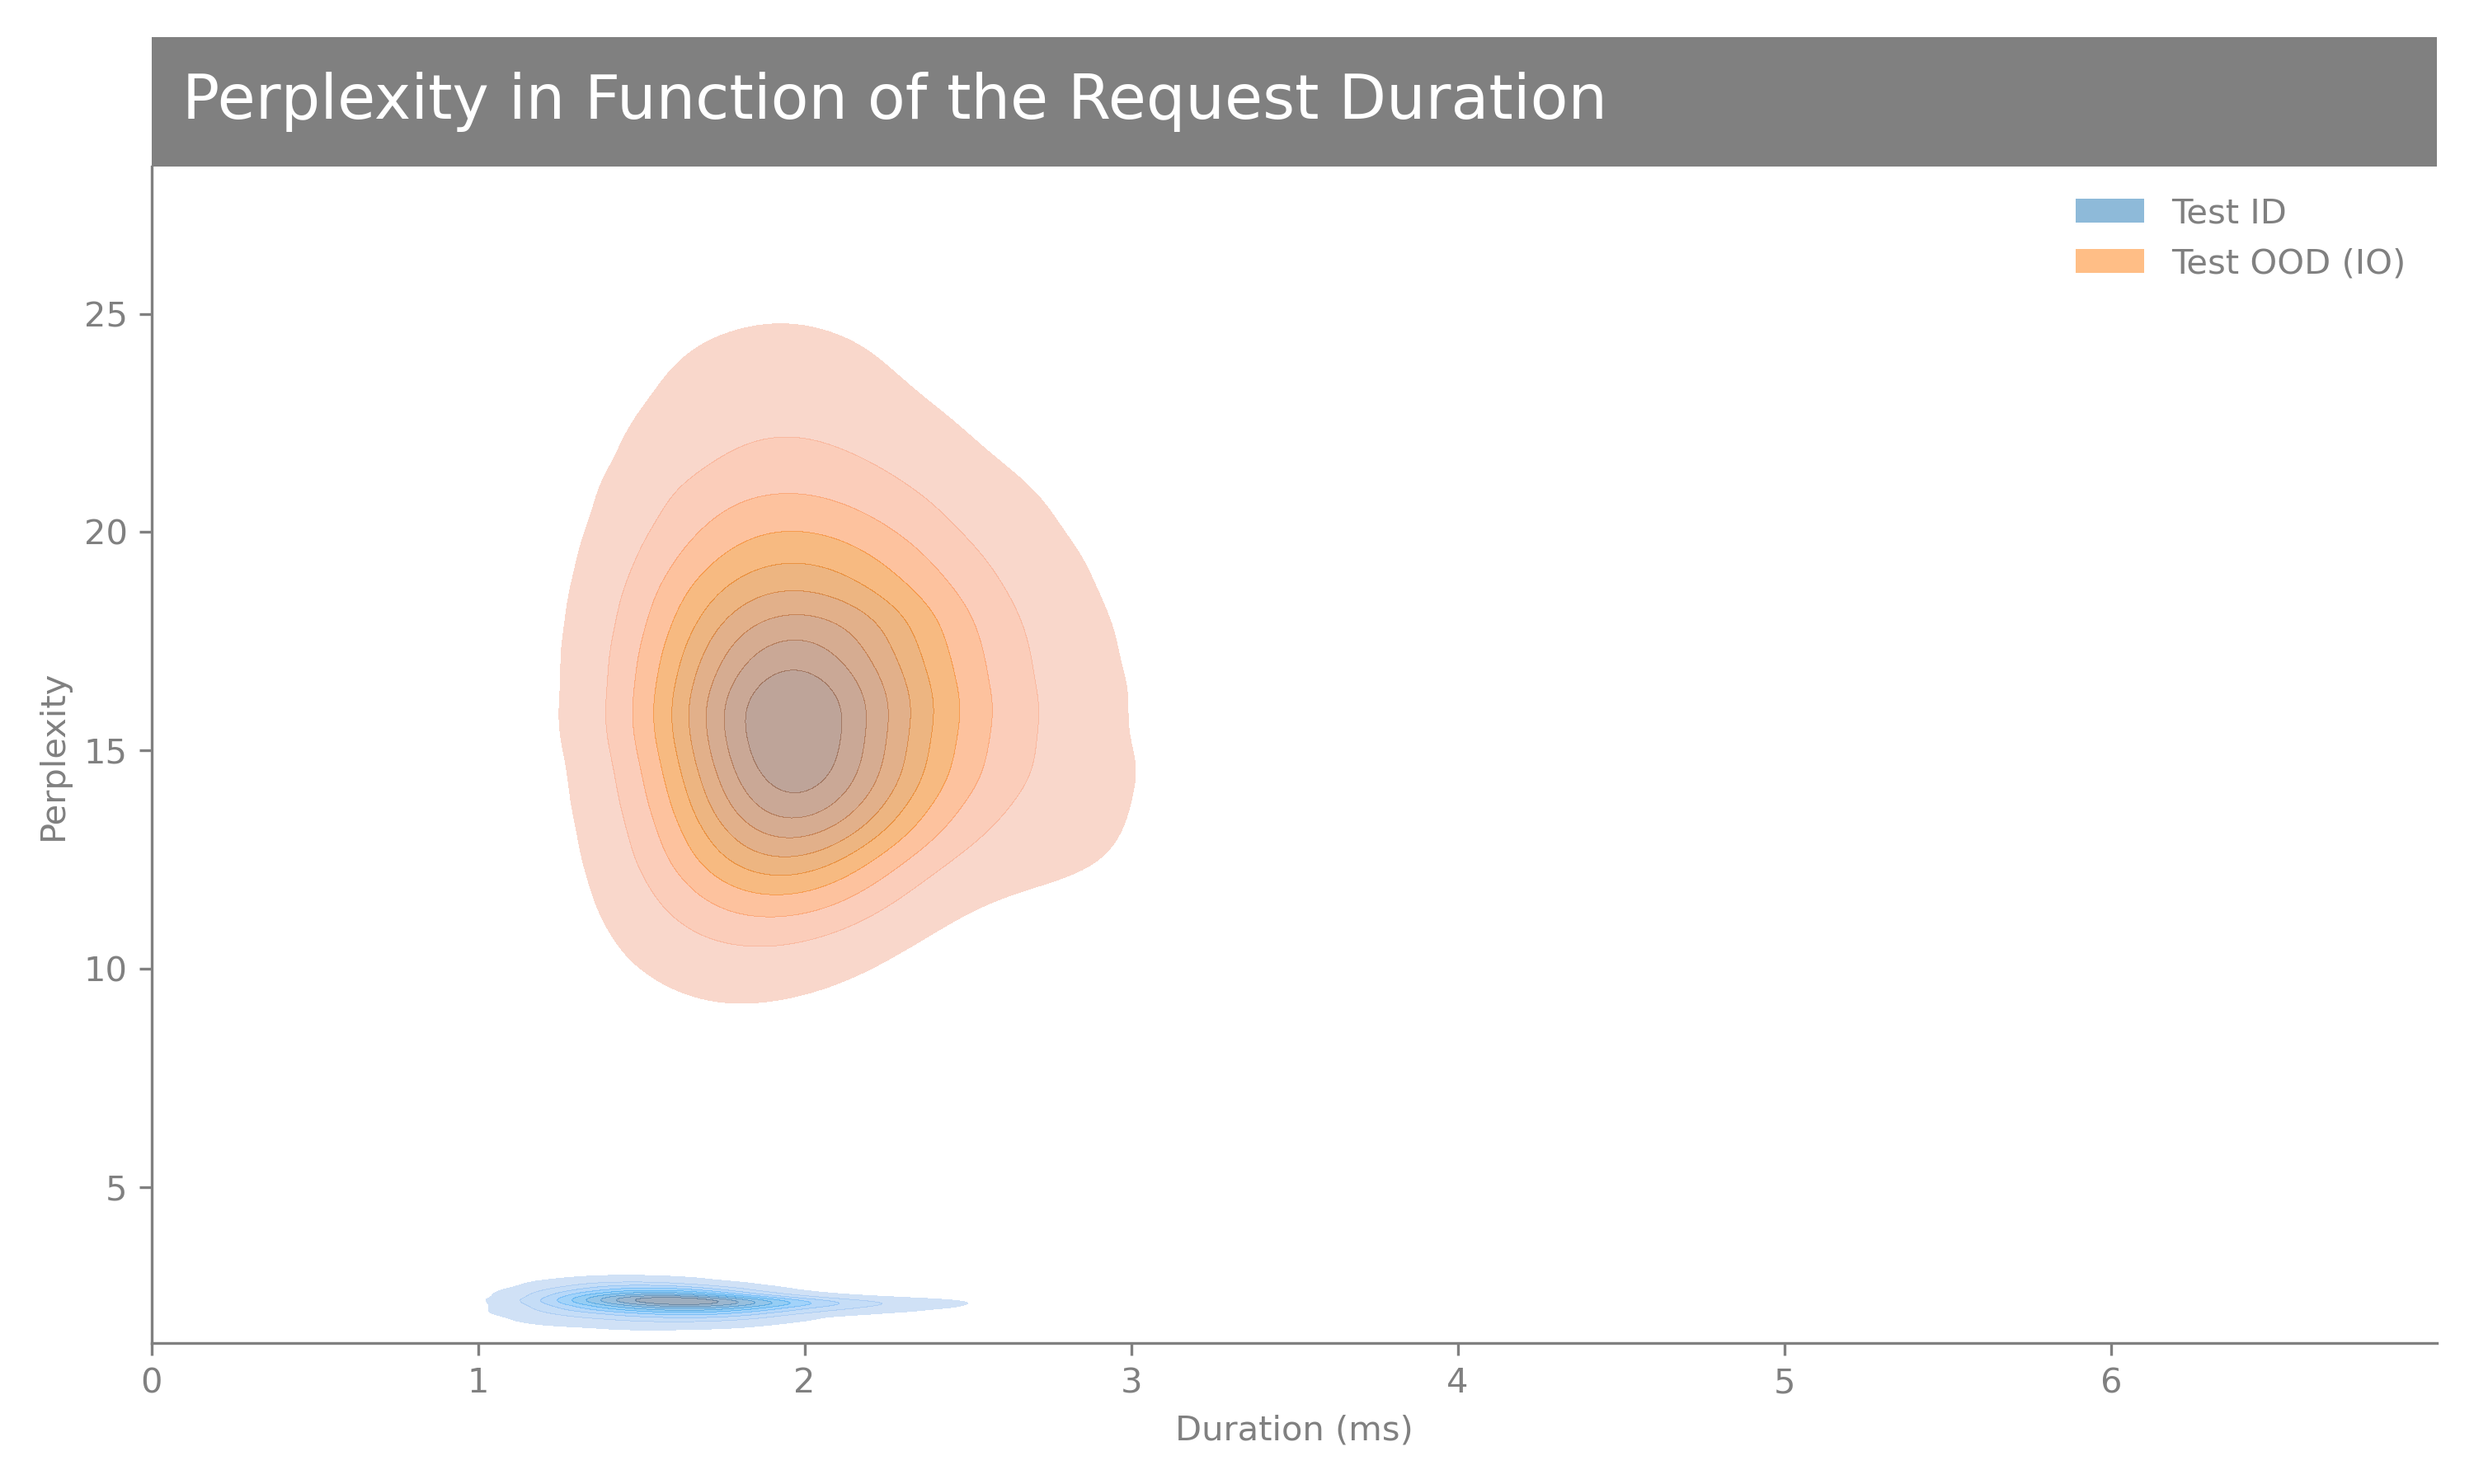 Perplexity in Function of the Request Duration
Test ID
Test OOD (IO)
25
20
15
10
5
Perplexity
0 1 2 3 4 5 6
Duration (ms)